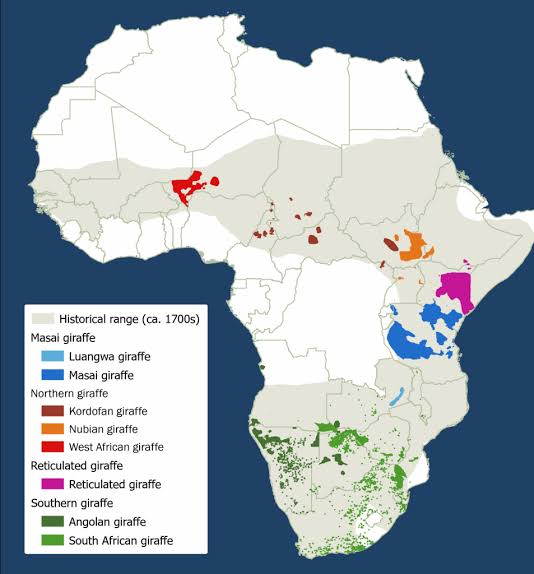 Historical range (ca. 1700s)
Masai giraffe
Luangwa giraffe
Masai giraffe
Northern giraffe
Kordofan giraffe
Nubian giraffe
West African giraffe
Reticulated giraffe
Reticulated giraffe
Southern giraffe
Angolan giraffe
South African giraffe